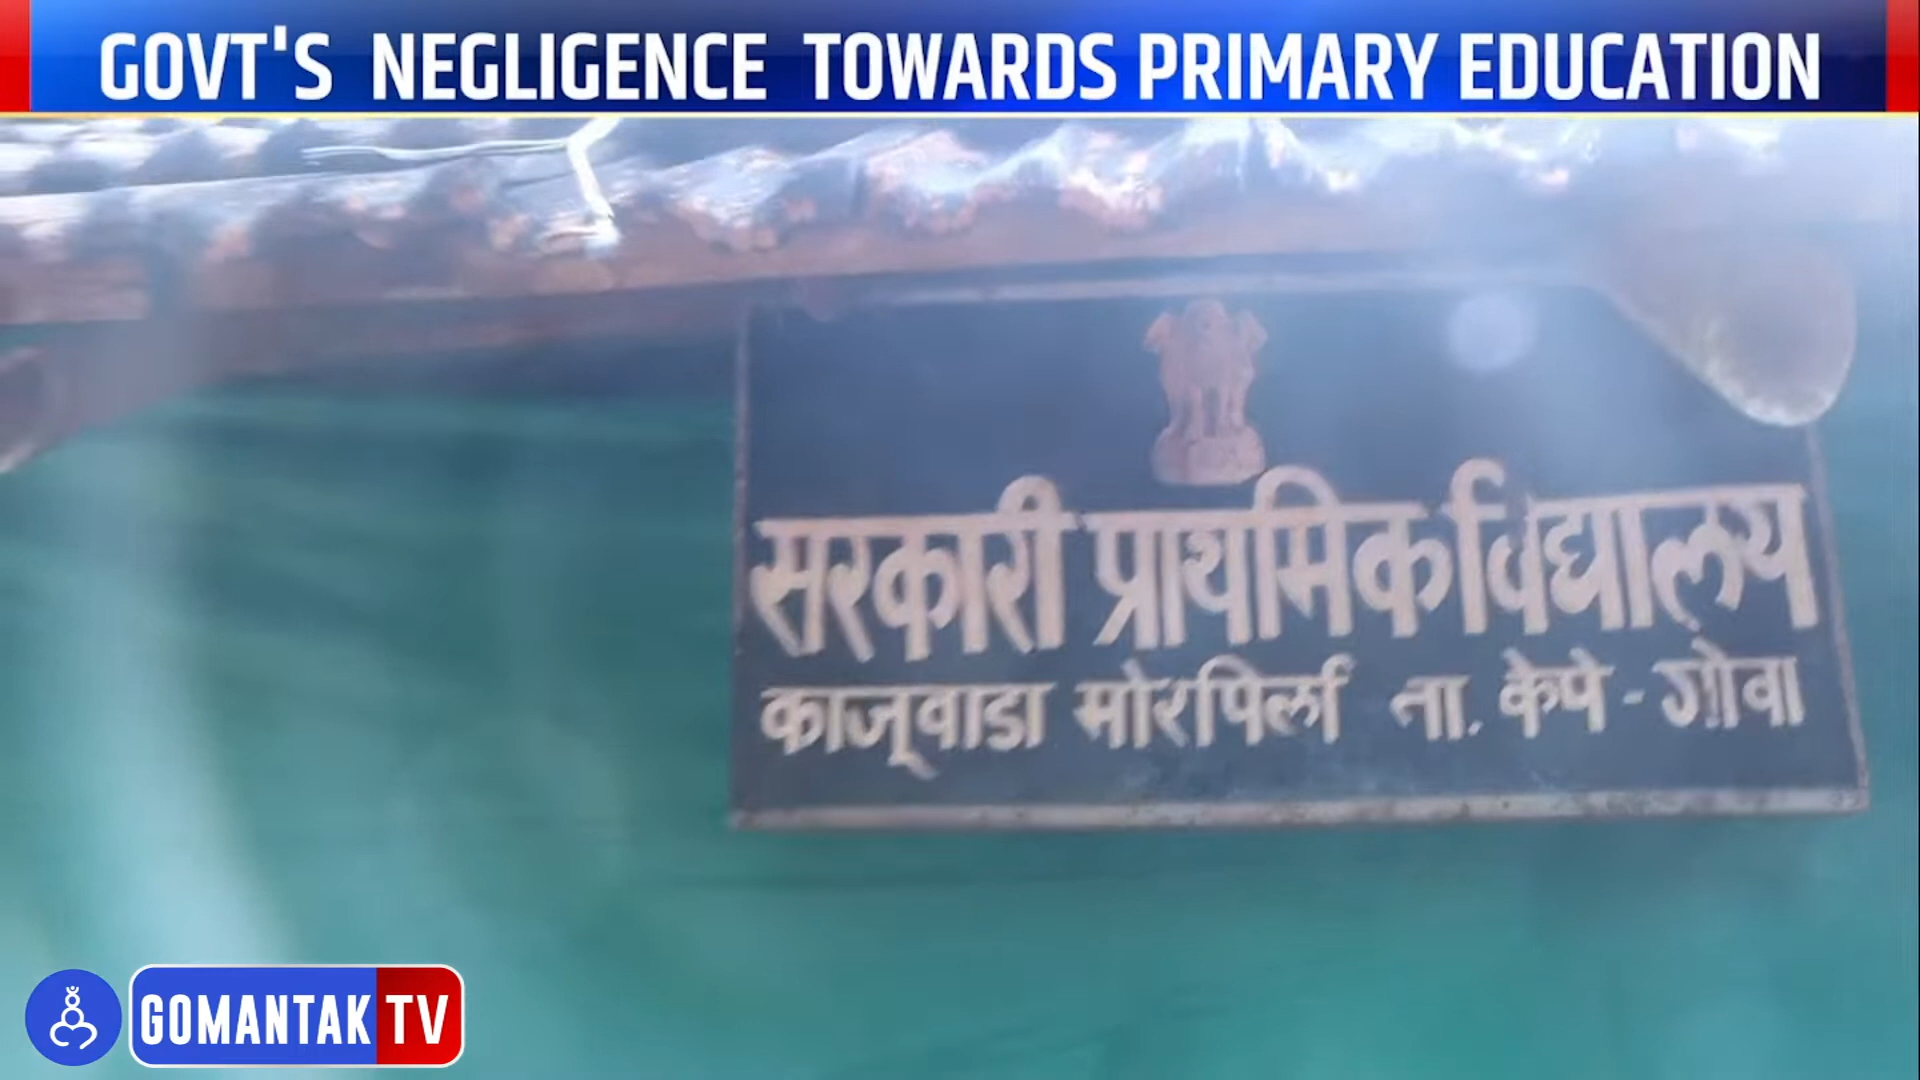 GOVT'S NEGLIGENCE TOWARDS PRIMARY EDUCATION
सरकारी प्राथमिक विद्यालय
काजूवाडा मोरपिर्ला ता. केपे - गोवा
GOMANTAK TV